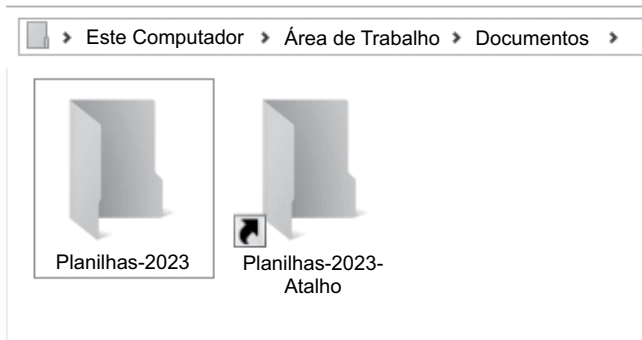 Este Computador > Área de Trabalho > Documentos >
Planilhas-2023
Planilhas-2023-
Atalho